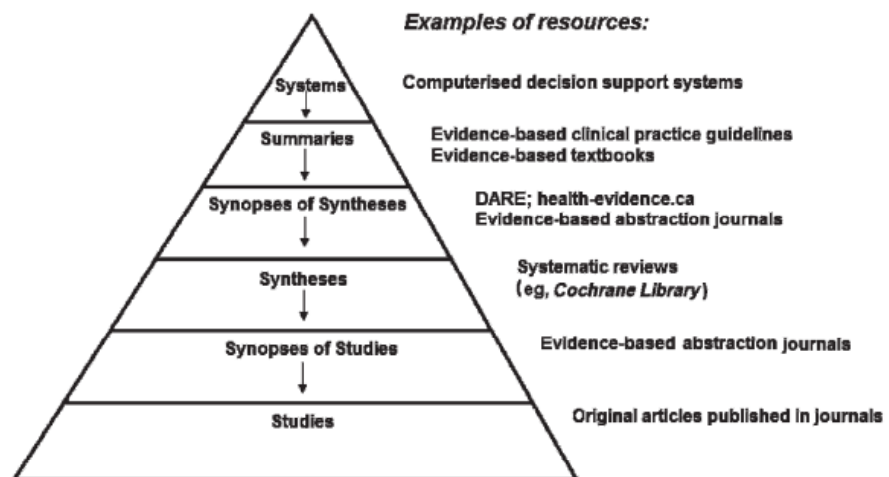 Examples of resources:
Systems
Computerised decision support systems
Summaries
Evidence-based clinical practice guidelines
Evidence-based textbooks
Synopses of Syntheses
DARE; health-evidence.ca
Evidence-based abstraction journals
Syntheses
Systematic reviews
(eg, Cochrane Library)
Synopses of Studies
Evidence-based abstraction journals
Studies
Original articles published in journals